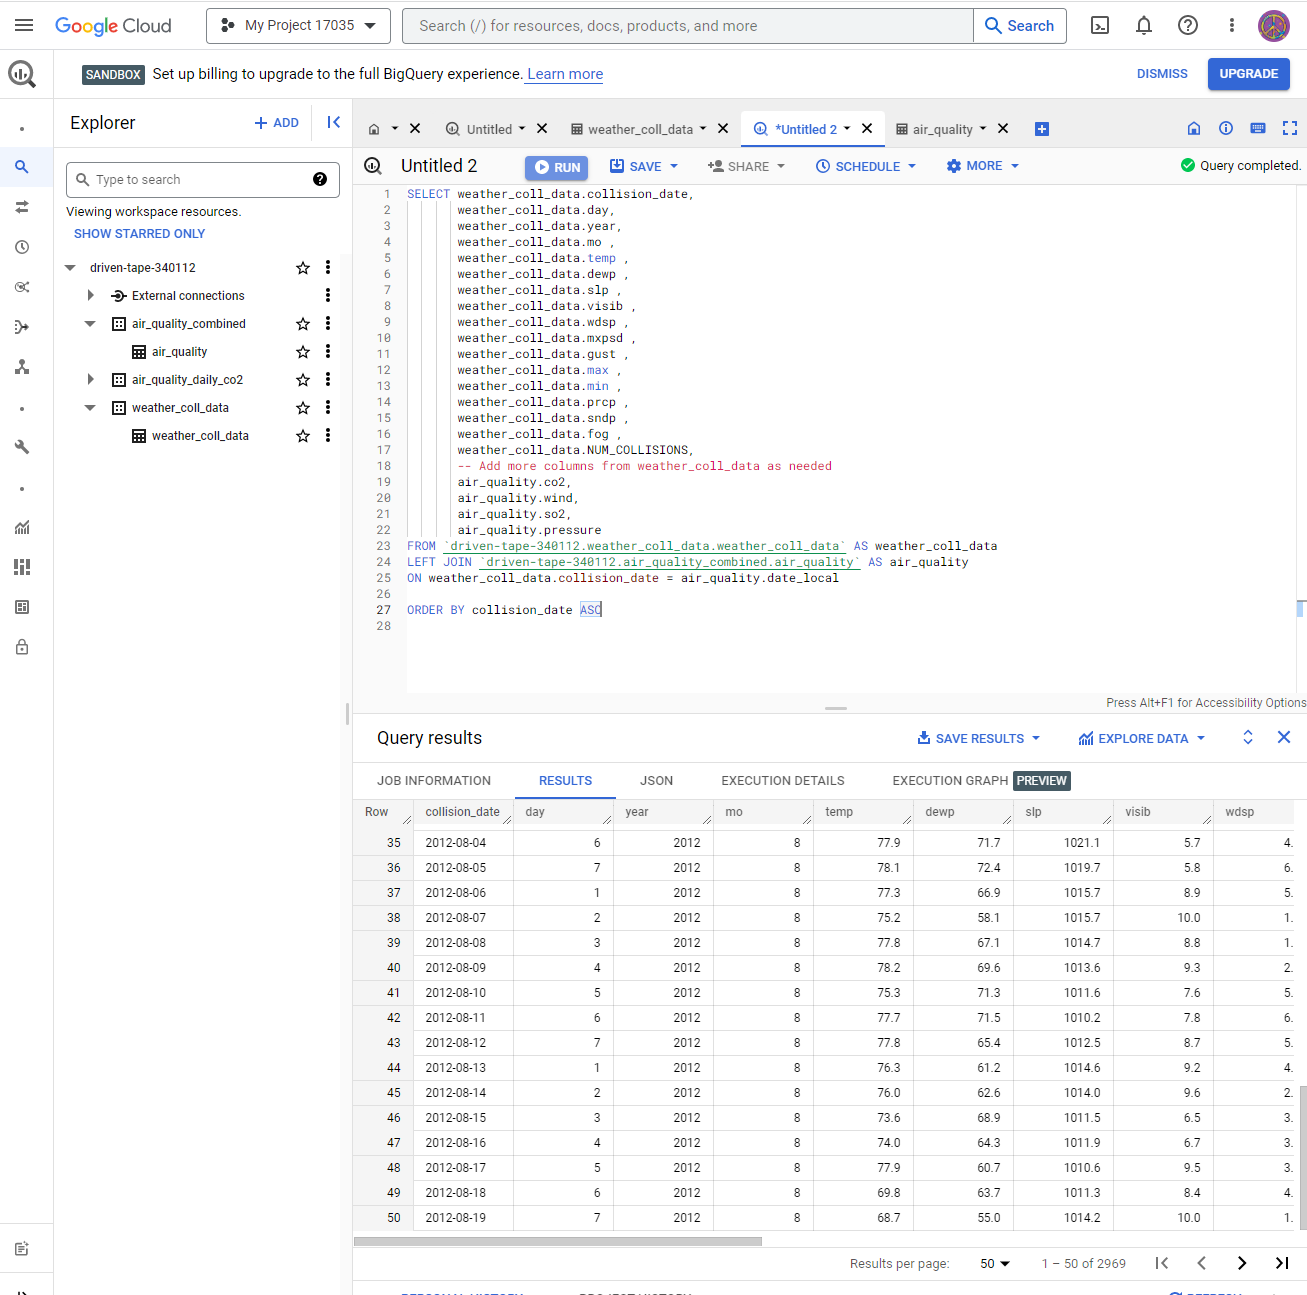 Google Cloud
My Project 17035
Search (/) for resources, docs, products, and more
Search
SANDBOX Set up billing to upgrade to the full BigQuery experience. Learn more
DISMISS
UPGRADE
Explorer
+ ADD
Type to search
Viewing workspace resources.
SHOW STARRED ONLY
driven-tape-340112
External connections
air_quality_combined
air_quality
air_quality_daily_co2
weather_coll_data
weather_coll_data
Untitled
weather_coll_data
*Untitled 2
air_quality
Untitled 2
RUN
SAVE
SHARE
SCHEDULE
MORE
Query completed.
1 SELECT weather_coll_data.collision_date,
2 weather_coll_data.day,
3 weather_coll_data.year,
4 weather_coll_data.mo ,
5 weather_coll_data.temp ,
6 weather_coll_data.dewp ,
7 weather_coll_data.slp ,
8 weather_coll_data.visib ,
9 weather_coll_data.wdsp ,
10 weather_coll_data.mxpsd ,
11 weather_coll_data.gust ,
12 weather_coll_data.max ,
13 weather_coll_data.min ,
14 weather_coll_data.prcp ,
15 weather_coll_data.sndp ,
16 weather_coll_data.fog ,
17 weather_coll_data.NUM_COLLISIONS,
18 -- Add more columns from weather_coll_data as needed
19 air_quality.co2,
20 air_quality.wind,
21 air_quality.so2,
22 air_quality.pressure
23 FROM `driven-tape-340112.weather_coll_data.weather_coll_data` AS weather_coll_data
24 LEFT JOIN `driven-tape-340112.air_quality_combined.air_quality` AS air_quality
25 ON weather_coll_data.collision_date = air_quality.date_local
26
27 ORDER BY collision_date ASC
28
Press Alt+F1 for Accessibility Options
Query results
SAVE RESULTS
EXPLORE DATA
JOB INFORMATION RESULTS JSON EXECUTION DETAILS EXECUTION GRAPH PREVIEW
Row collision_date day year mo temp dewp slp visib wdsp
35 2012-08-04 6 2012 8 77.9 71.7 1021.1 5.7 4.
36 2012-08-05 7 2012 8 78.1 72.4 1019.7 5.8 6.
37 2012-08-06 1 2012 8 77.3 66.9 1015.7 8.9 5.
38 2012-08-07 2 2012 8 75.2 58.1 1015.7 10.0 1.
39 2012-08-08 3 2012 8 77.8 67.1 1014.7 8.8 1.
40 2012-08-09 4 2012 8 78.2 69.6 1013.6 9.3 2.
41 2012-08-10 5 2012 8 75.3 71.3 1011.6 7.6 5.
42 2012-08-11 6 2012 8 77.7 71.5 1010.2 7.8 6.
43 2012-08-12 7 2012 8 77.8 65.4 1012.5 8.7 5.
44 2012-08-13 1 2012 8 76.3 61.2 1014.6 9.2 4.
45 2012-08-14 2 2012 8 76.0 62.6 1014.0 9.6 2.
46 2012-08-15 3 2012 8 73.6 68.9 1011.5 6.5 3.
47 2012-08-16 4 2012 8 74.0 64.3 1011.9 6.7 3.
48 2012-08-17 5 2012 8 77.9 60.7 1010.6 9.5 3.
49 2012-08-18 6 2012 8 69.8 63.7 1011.3 8.4 4.
50 2012-08-19 7 2012 8 68.7 55.0 1014.2 10.0 1.
Results per page: 50 1 – 50 of 2969
PERSONAL HISTORY PROJECT HISTORY REFRESH